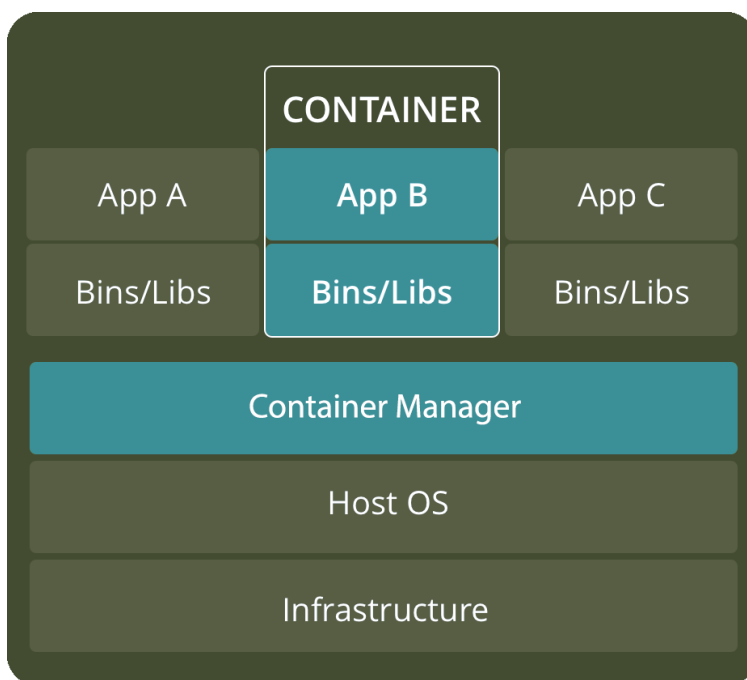 CONTAINER
App A
App B
App C
Bins/Libs
Bins/Libs
Bins/Libs
Container Manager
Host OS
Infrastructure